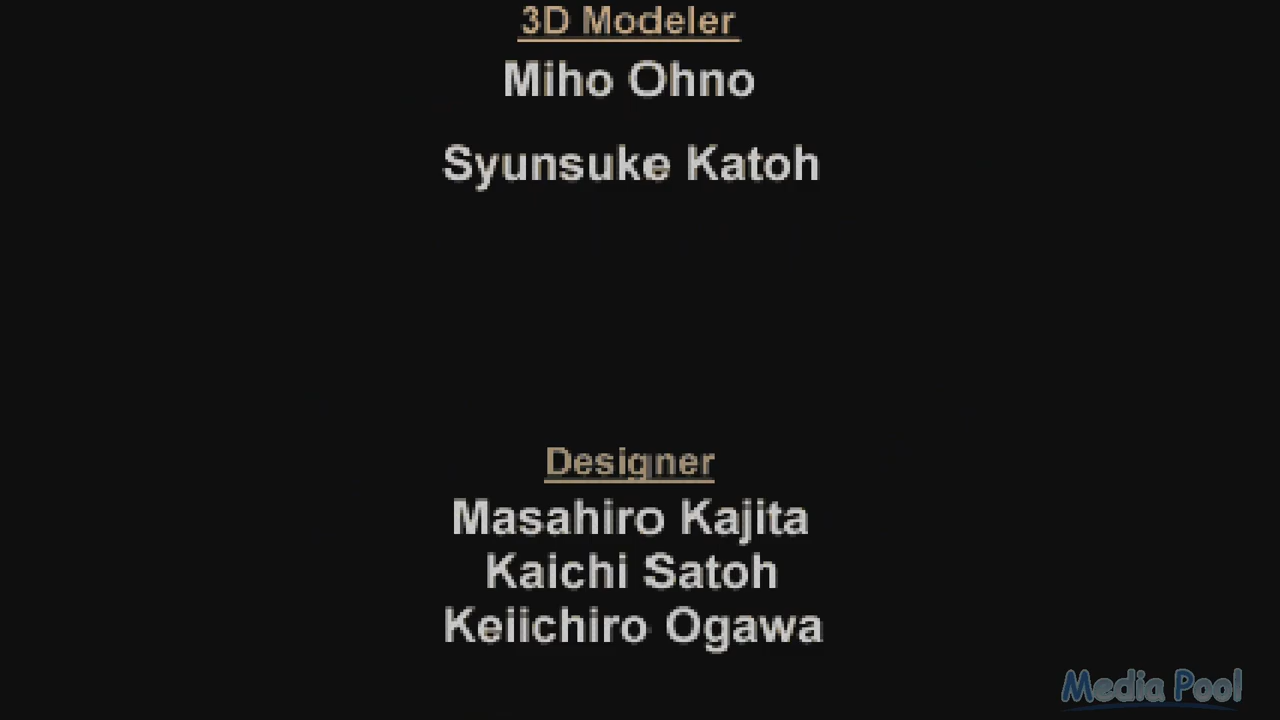 3D Modeler
Miho Ohno
Syunsuke Katoh
Designer
Masahiro Kajita
Kaichi Satoh
Keiichiro Ogawa
Media Pool